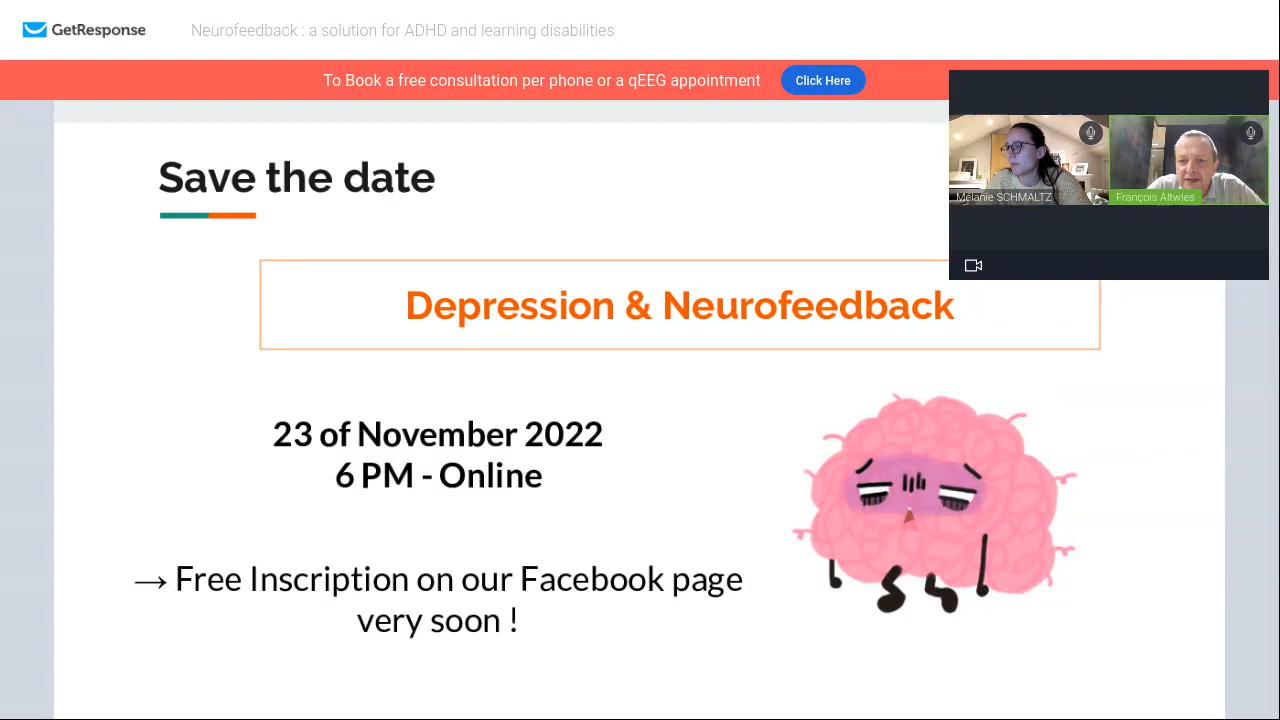 GetResponse
Neurofeedback : a solution for ADHD and learning disabilities
To Book a free consultation per phone or a qEEG appointment
Click Here
Mélanie SCHMALTZ
François Altwies
Save the date
Depression & Neurofeedback
23 of November 2022
6 PM - Online
→ Free Inscription on our Facebook page
very soon !